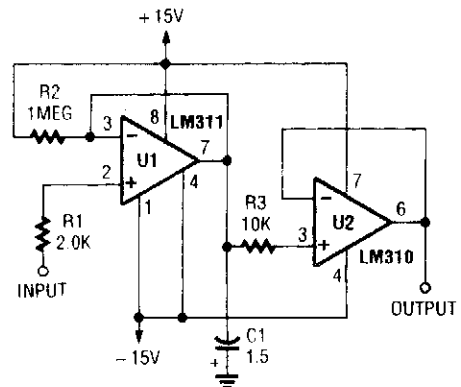 +15V
R2
1MEG
3
−
8
LM311
U1
7
2
+
4
1
R1
2.0K
INPUT
R3
10K
−
7
U2
6
3
+
LM310
4
OUTPUT
−15V
C1
1.5
+